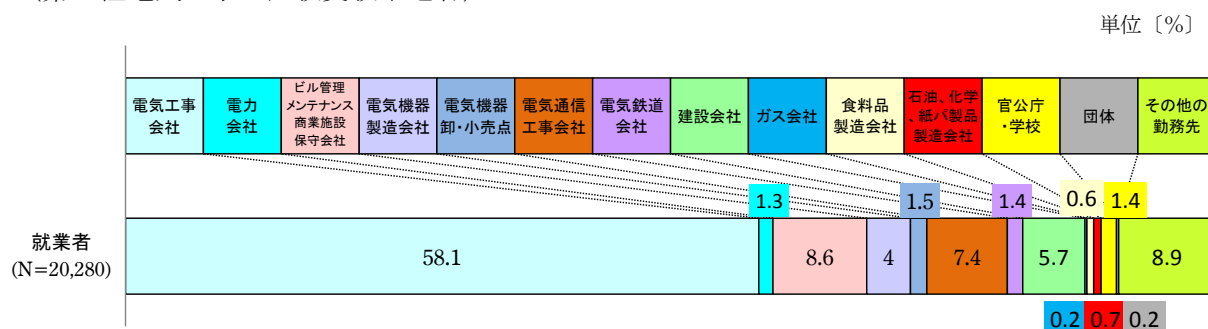 単位〔%〕
電気工事
会社
電力
会社
ビル管理
メンテナンス
商業施設
保守会社
電気機器
製造会社
電気機器
卸・小売点
電気通信
工事会社
電気鉄道
会社
建設会社
ガス会社
食料品
製造会社
石油、化学
、紙パ製品
製造会社
官公庁
・学校
団体
その他の
勤務先
1.3
1.5
1.4
0.6
1.4
就業者
(N=20,280)
58.1
8.6
4
7.4
5.7
8.9
0.2
0.7
0.2